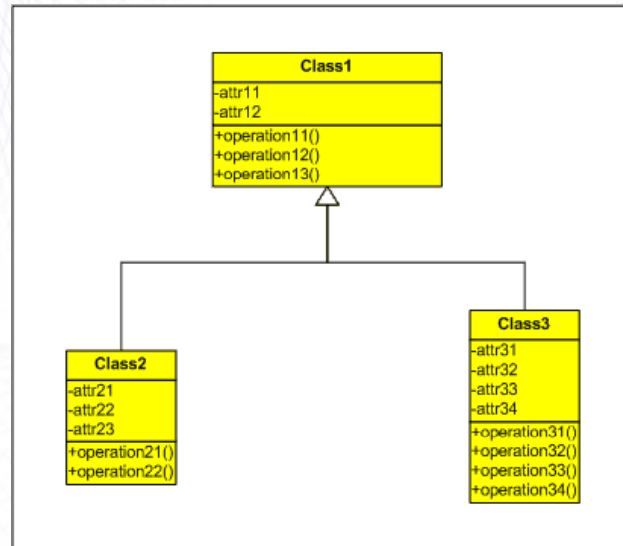 Class1
-attr11
-attr12
+operation11()
+operation12()
+operation13()
Class2
-attr21
-attr22
-attr23
+operation21()
+operation22()
Class3
-attr31
-attr32
-attr33
-attr34
+operation31()
+operation32()
+operation33()
+operation34()